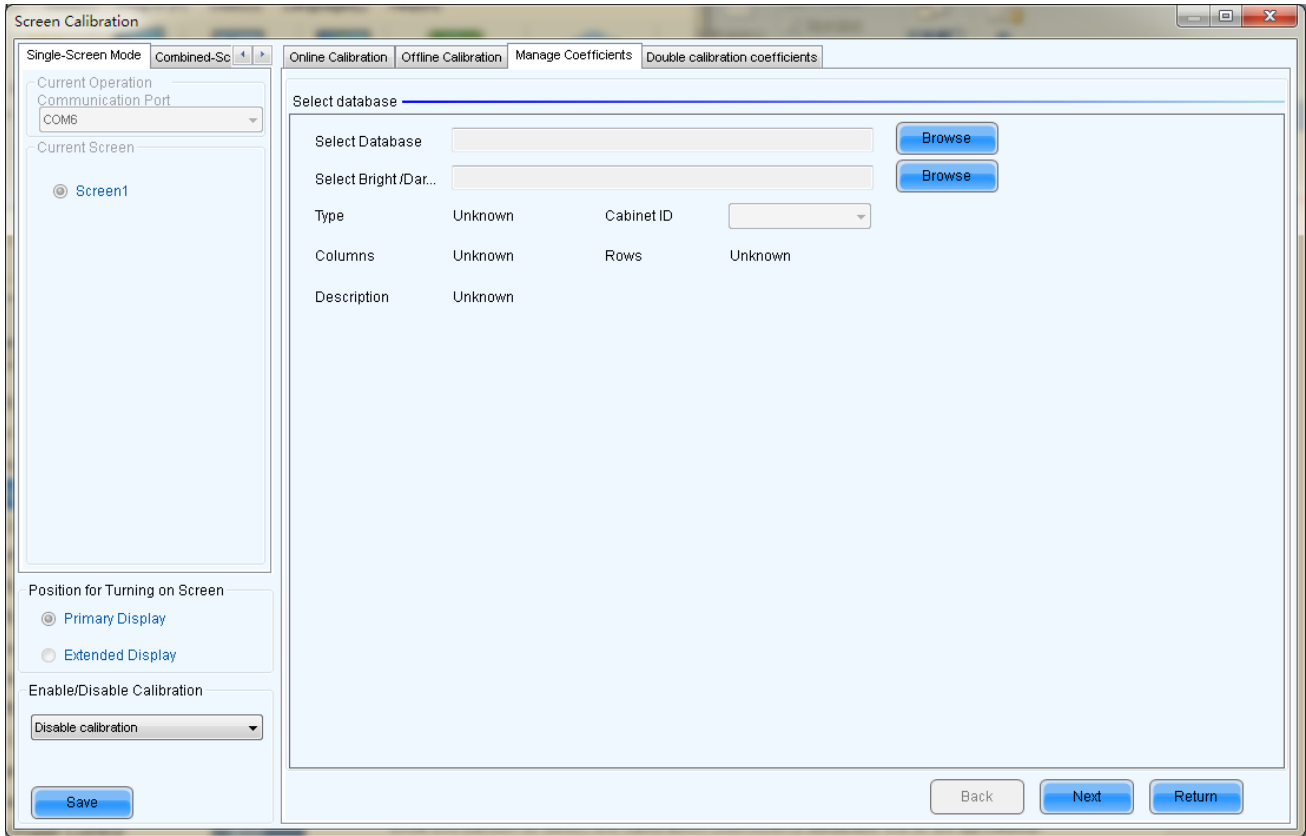 Screen Calibration
Single-Screen Mode
Combined-Sc
Current Operation
Communication Port
COM6
Current Screen
Screen1
Position for Turning on Screen
Primary Display
Extended Display
Enable/Disable Calibration
Disable calibration
Save
Online Calibration
Offline Calibration
Manage Coefficients
Double calibration coefficients
Select database
Select Database
Browse
Select Bright /Dar...
Browse
Type Unknown Cabinet ID
Columns Unknown Rows Unknown
Description Unknown
Back Next Return